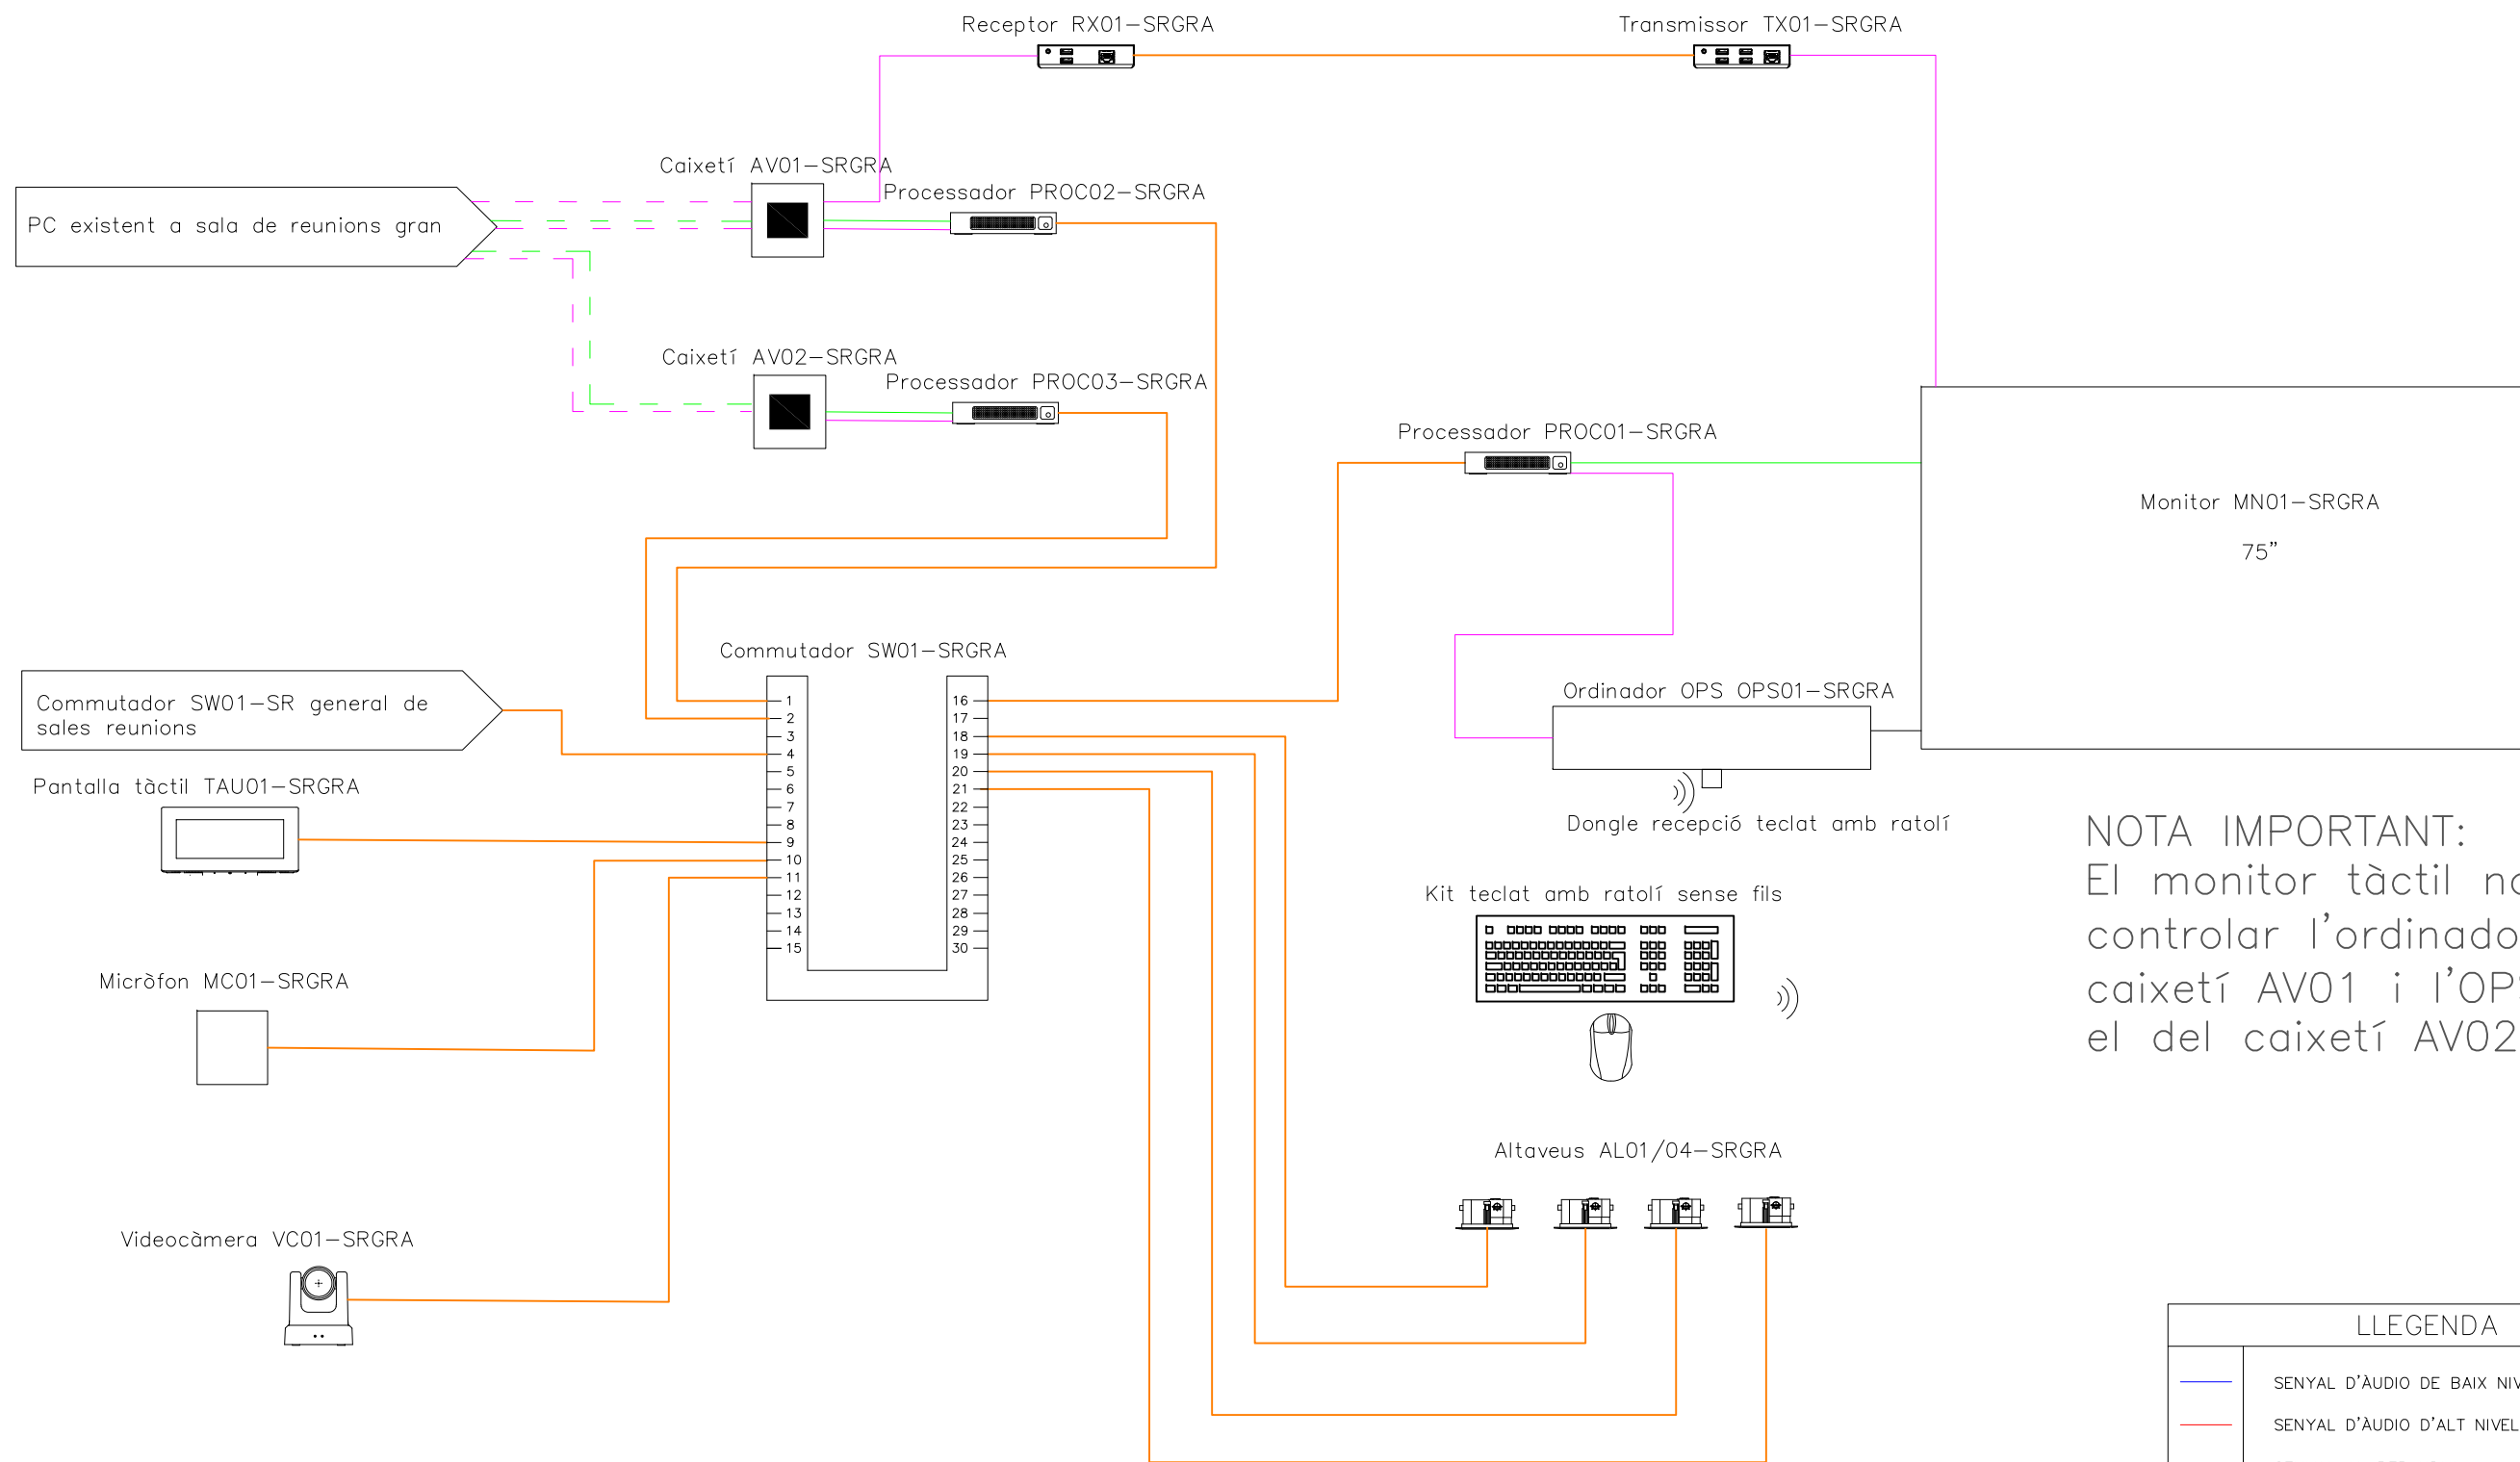 Receptor RX01-SRGRA
Transmissor TX01-SRGRA
Caixetí AV01-SRGRA
Processador PROC02-SRGRA
PC existent a sala de reunions gran
Caixetí AV02-SRGRA
Processador PROC03-SRGRA
Processador PROC01-SRGRA
Monitor MN01-SRGRA
75"
Commutador SW01-SRGRA
Commutador SW01-SR general de
sales reunions
Ordinador OPS OPS01-SRGRA
Pantalla tàctil TAU01-SRGRA
1
2
3
4
5
6
7
8
9
10
11
12
13
14
15
16
17
18
19
20
21
22
23
24
25
26
27
28
29
30
Dongle recepció teclat amb ratolí
NOTA IMPORTANT:
El monitor tàctil no
controlar l'ordinado
caixetí AV01 i l'OPS
el del caixetí AV02
Kit teclat amb ratolí sense fils
Micròfon MC01-SRGRA
Altaveus AL01/04-SRGRA
Videocàmera VC01-SRGRA
LLEGENDA
SENYAL D'ÀUDIO DE BAIX NIV
SENYAL D'ÀUDIO D'ALT NIVEL